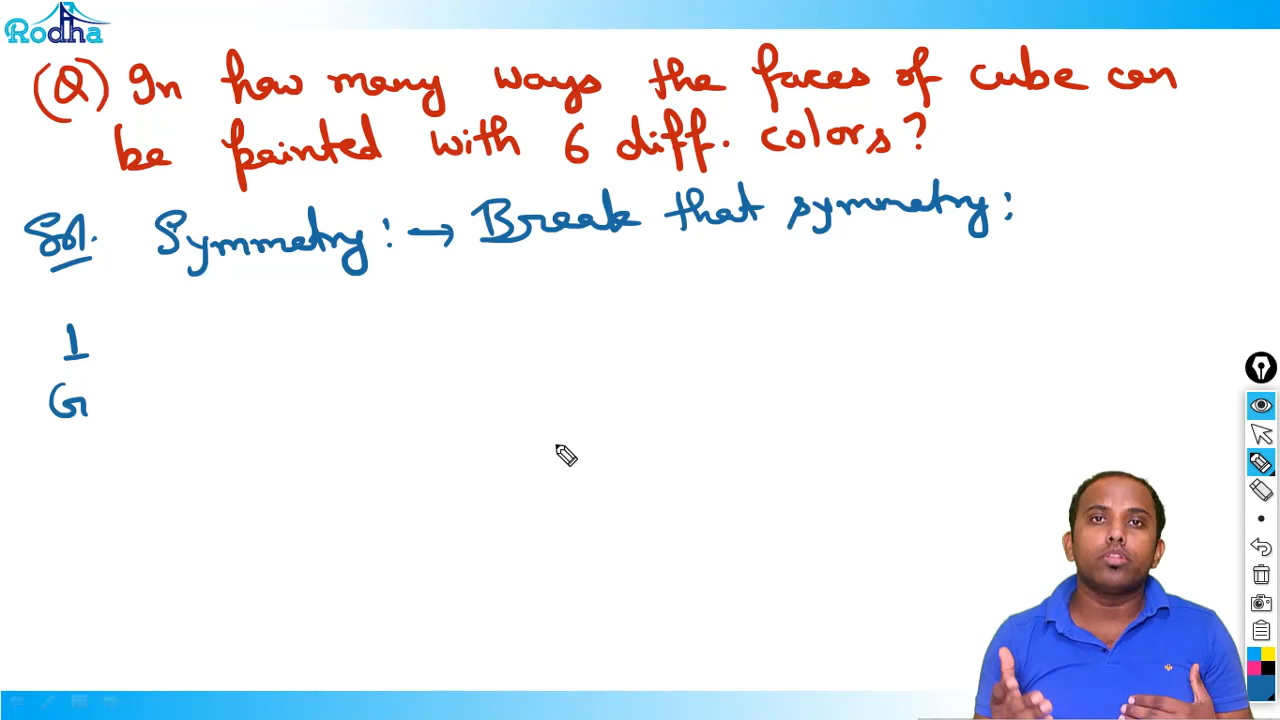 Rodha
(Q) In how many ways the faces of cube can
be painted with 6 diff. colors?
Sol. Symmetry: → Break that symmetry:
1
G